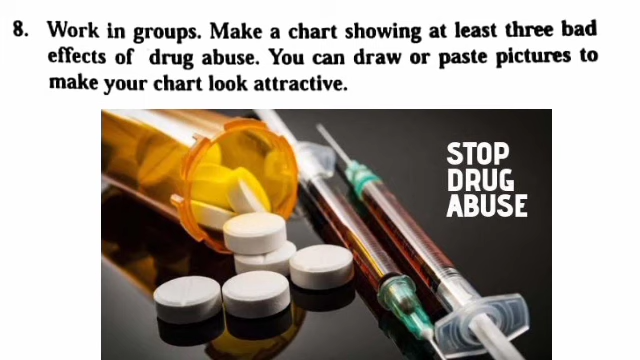 8. Work in groups. Make a chart showing at least three bad
effects of drug abuse. You can draw or paste pictures to
make your chart look attractive.
STOP
DRUG
ABUSE